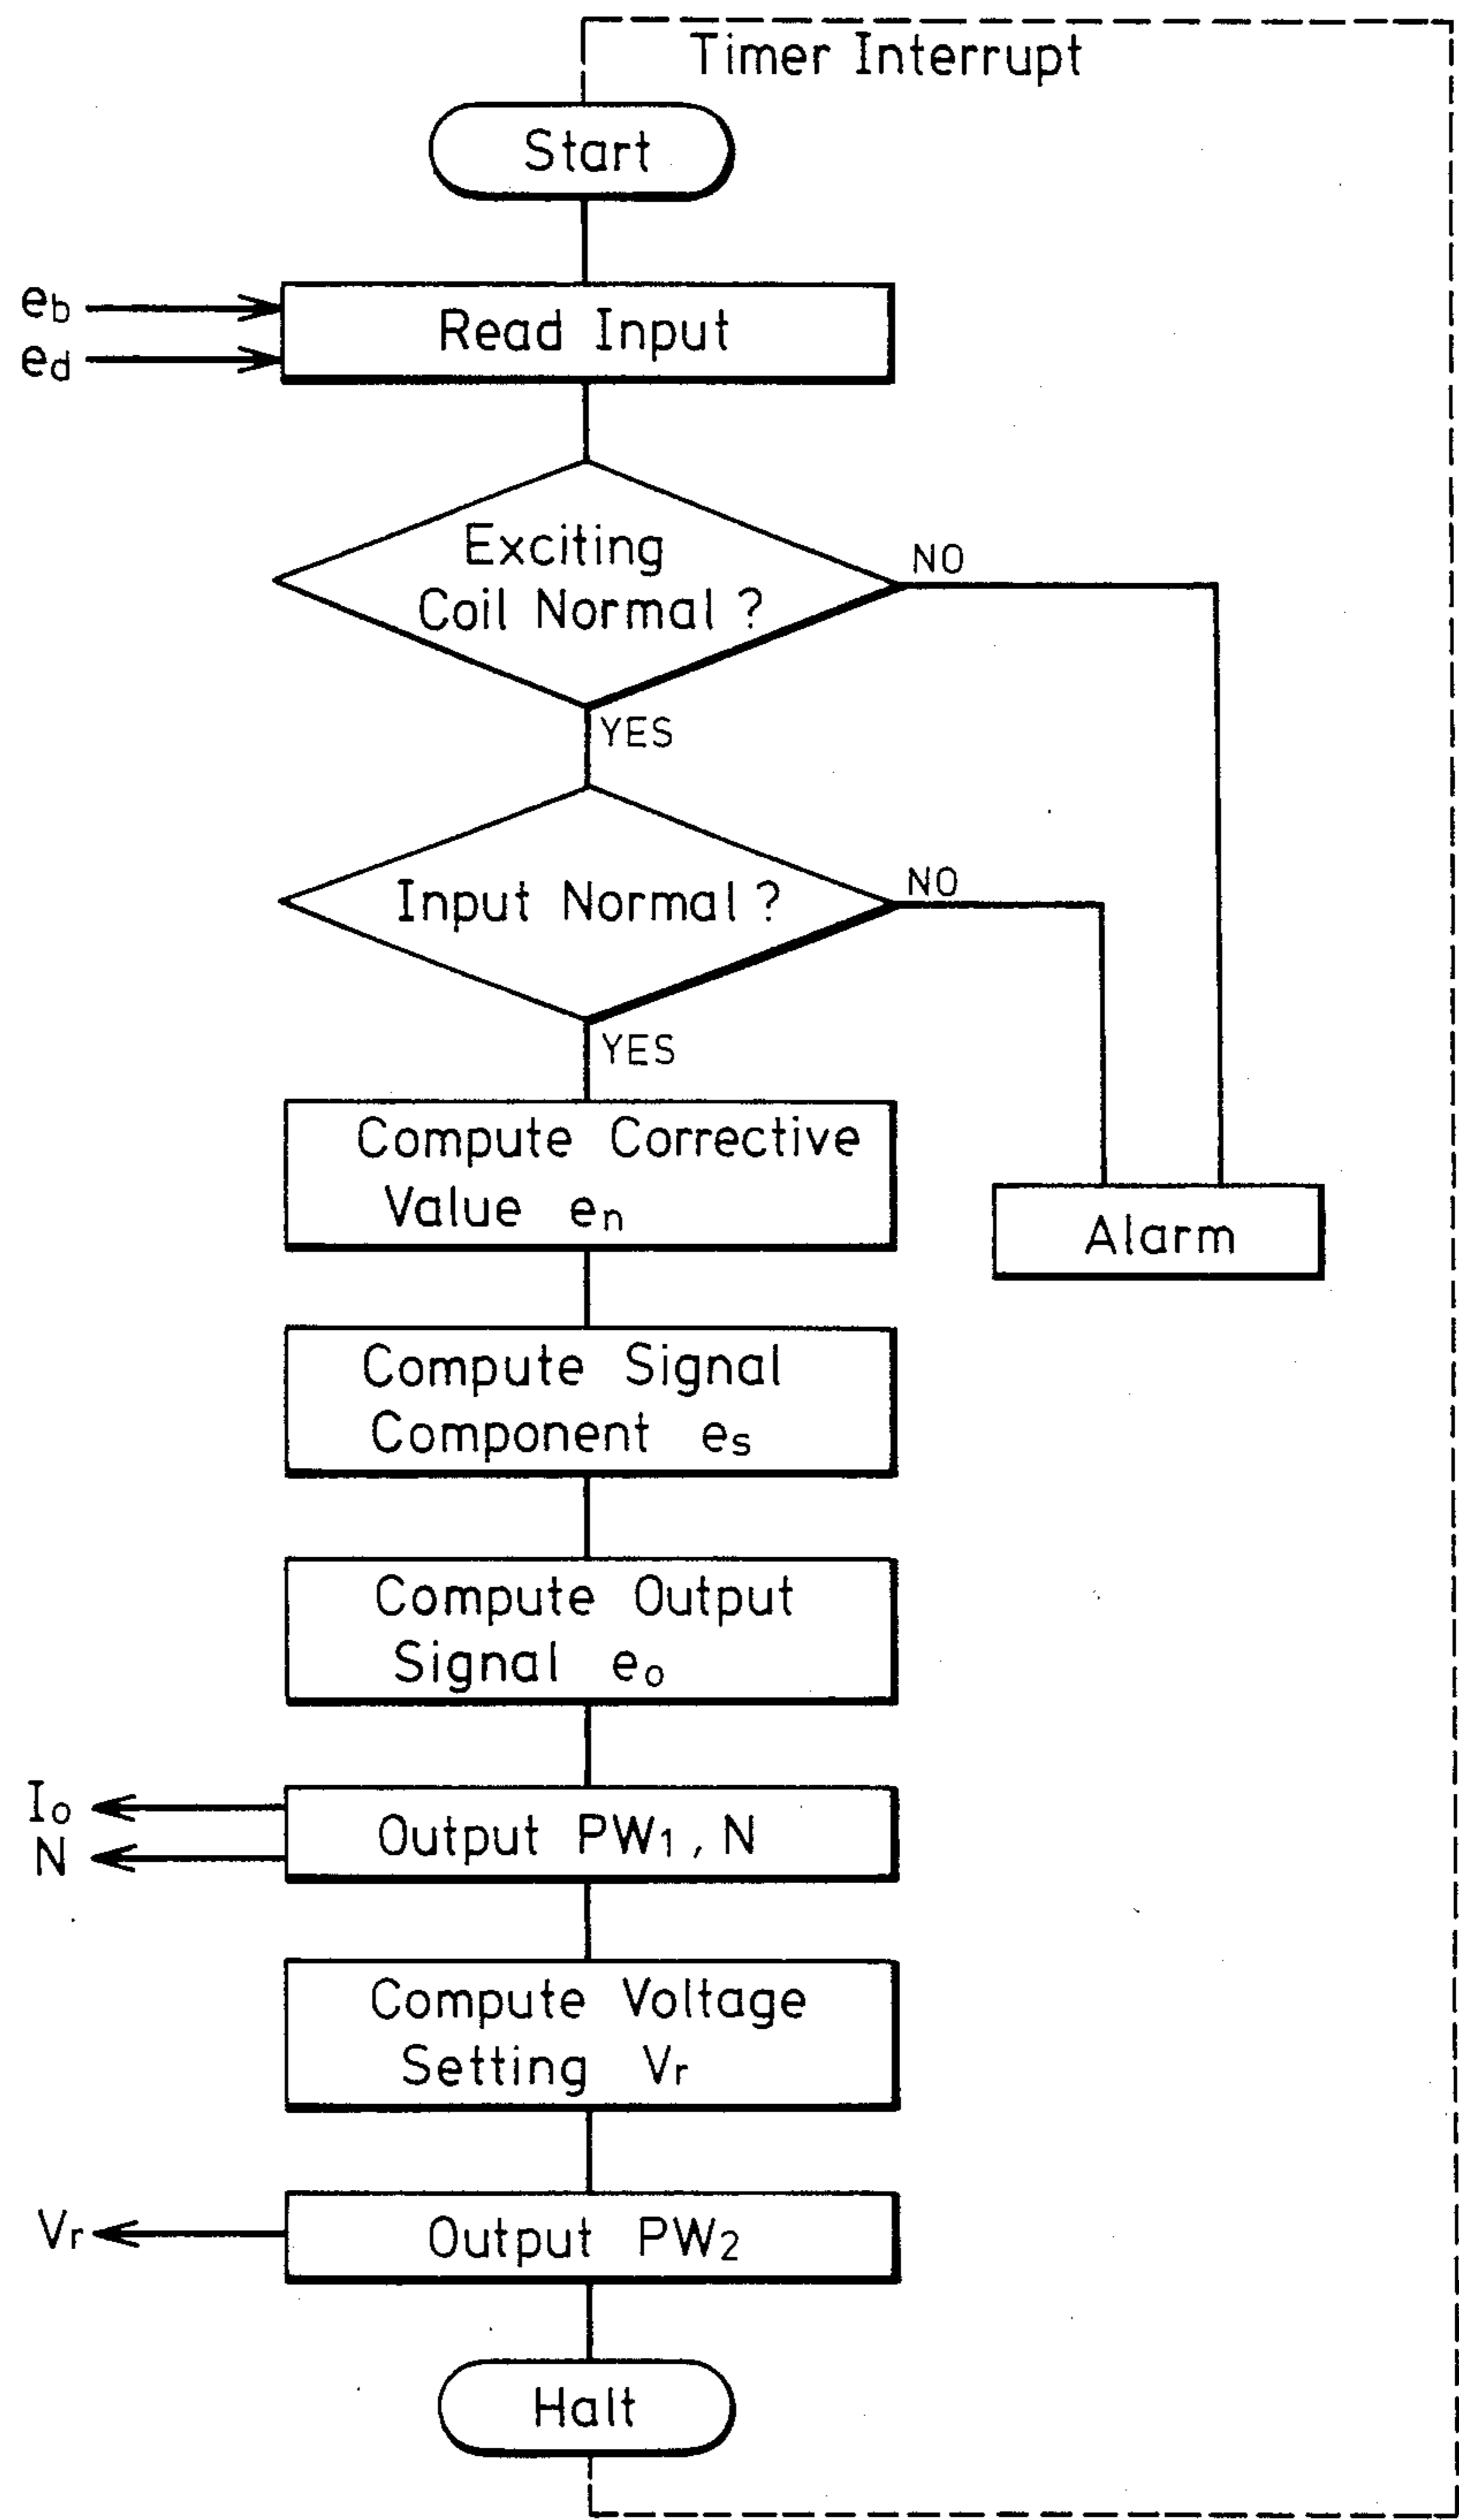 Timer Interrupt
Start
eb
ed
Read Input
Exciting
Coil Normal ?
NO
YES
Input Normal ?
NO
YES
Compute Corrective
Value en
Alarm
Compute Signal
Component es
Compute Output
Signal eo
Io
N
Output PW1, N
Compute Voltage
Setting Vr
Vr
Output PW2
Halt